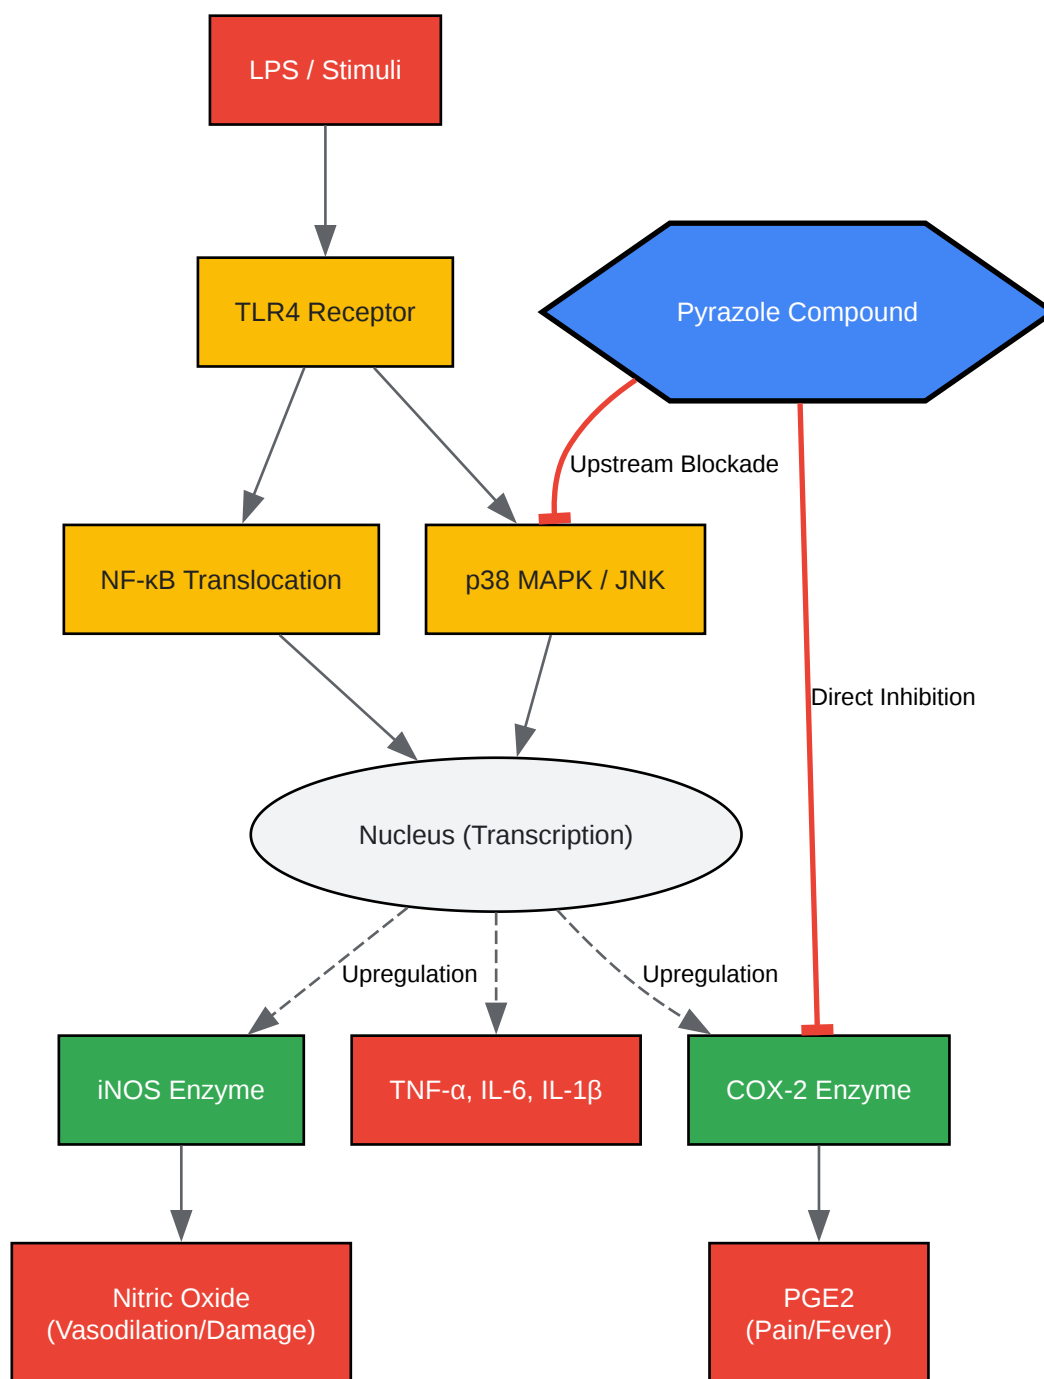 LPS / Stimuli
TLR4 Receptor
Pyrazole Compound
Upstream Blockade
NF-κB Translocation
p38 MAPK / JNK
Direct Inhibition
Nucleus (Transcription)
Upregulation
Upregulation
iNOS Enzyme
TNF-α, IL-6, IL-1β
COX-2 Enzyme
Nitric Oxide
(Vasodilation/Damage)
PGE2
(Pain/Fever)